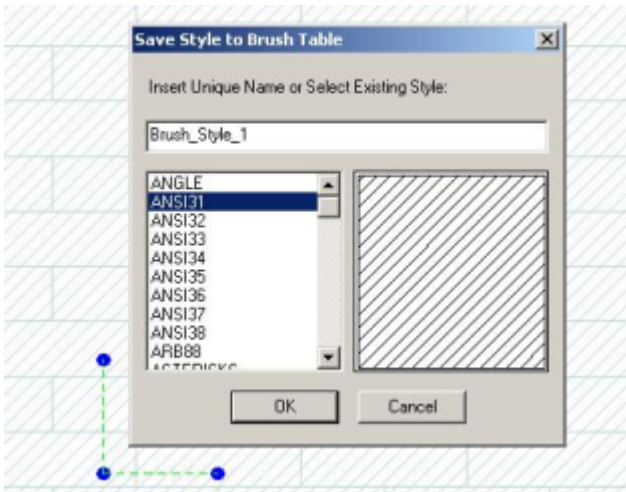 Save Style to Brush Table
Insert Unique Name or Select Existing Style:
Brush_Style_1
ANGLE
ANSI31
ANSI32
ANSI33
ANSI34
ANSI35
ANSI36
ANSI37
ANSI38
ARB88
OK
Cancel